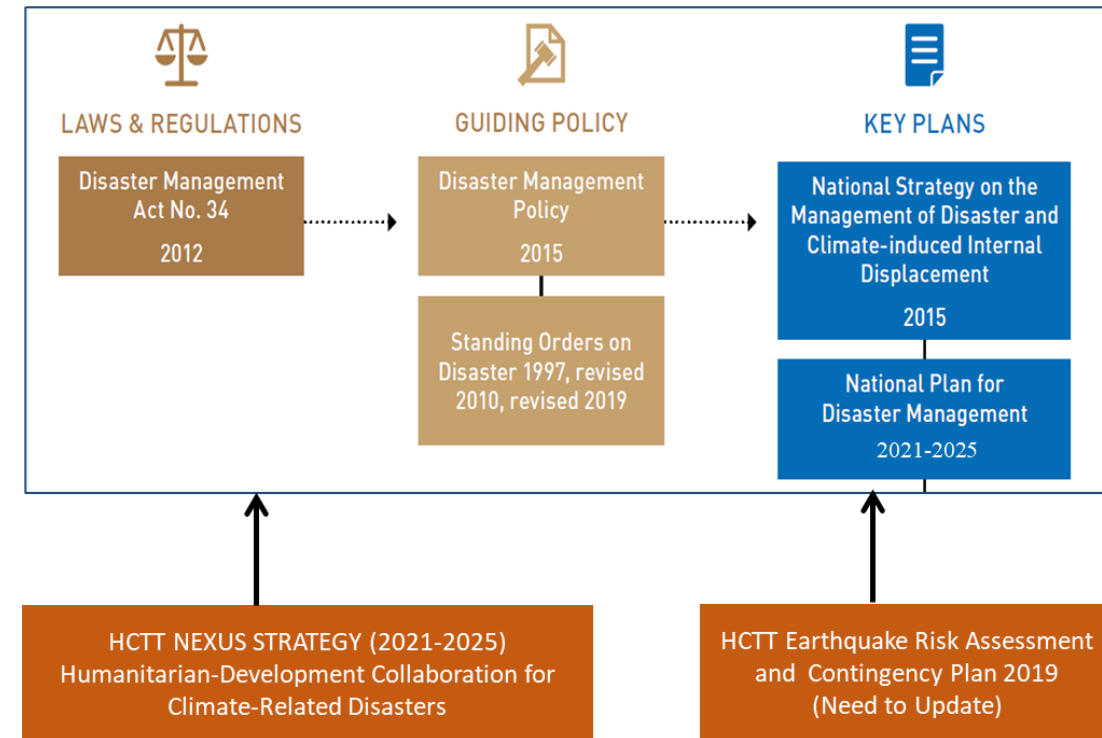 LAWS & REGULATIONS
Disaster Management
Act No. 34
2012
GUIDING POLICY
Disaster Management
Policy
2015
Standing Orders on
Disaster 1997, revised
2010, revised 2019
KEY PLANS
National Strategy on the
Management of Disaster and
Climate-induced Internal
Displacement
2015
National Plan for
Disaster Management
2021-2025
HCTT NEXUS STRATEGY (2021-2025)
Humanitarian-Development Collaboration for
Climate-Related Disasters
HCTT Earthquake Risk Assessment
and Contingency Plan 2019
(Need to Update)